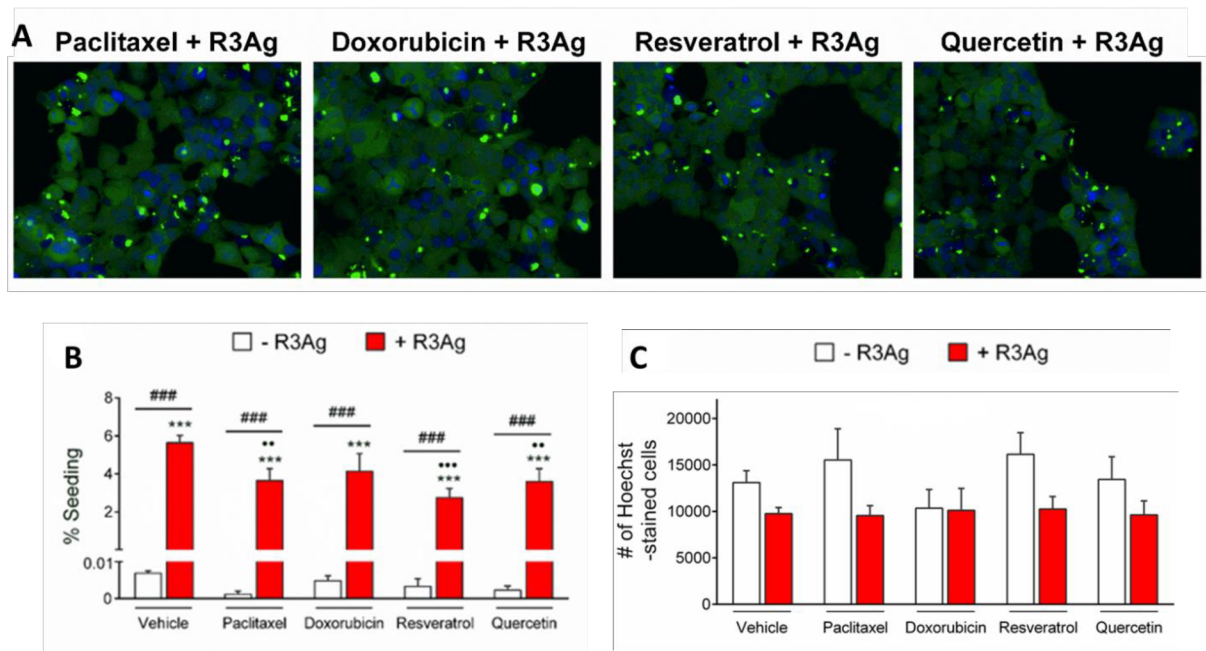 A
Paclitaxel + R3Ag
Doxorubicin + R3Ag
Resveratrol + R3Ag
Quercetin + R3Ag
B
- R3Ag
+ R3Ag
% Seeding
8
6
4
2
0.01
0
###
***
###
••
***
###
***
###
•••
***
###
••
***
Vehicle
Paclitaxel
Doxorubicin
Resveratrol
Quercetin
C
- R3Ag
+ R3Ag
# of Hoechst
-stained cells
20000
15000
10000
5000
0
Vehicle
Paclitaxel
Doxorubicin
Resveratrol
Quercetin